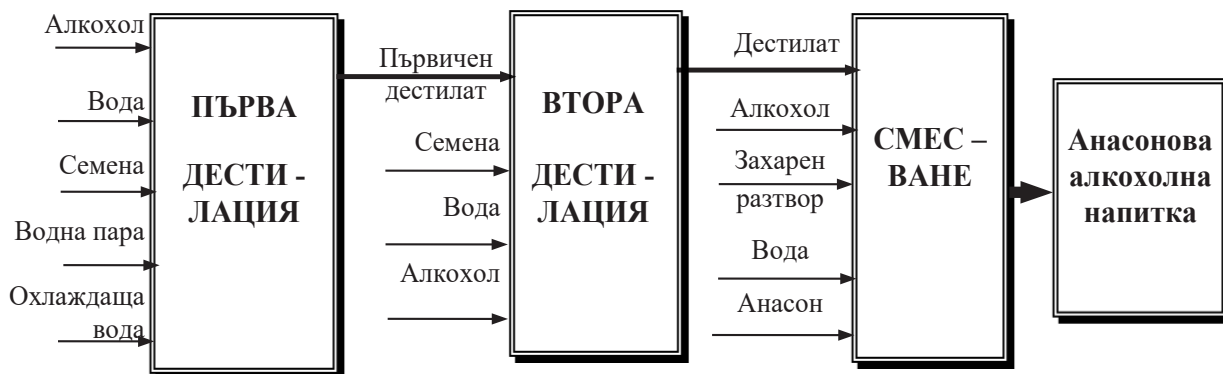 Алкохол
Вода
Семена
Водна пара
Охлаждаща
вода
ПЪРВА
ДЕСТИ -
ЛАЦИЯ
Първичен
дестилат
Семена
Вода
Алкохол
ВТОРА
ДЕСТИ -
ЛАЦИЯ
Дестилат
Алкохол
Захарен
разтвор
Вода
Анасон
СМЕС –
ВАНЕ
Анасонова
алкохолна
напитка